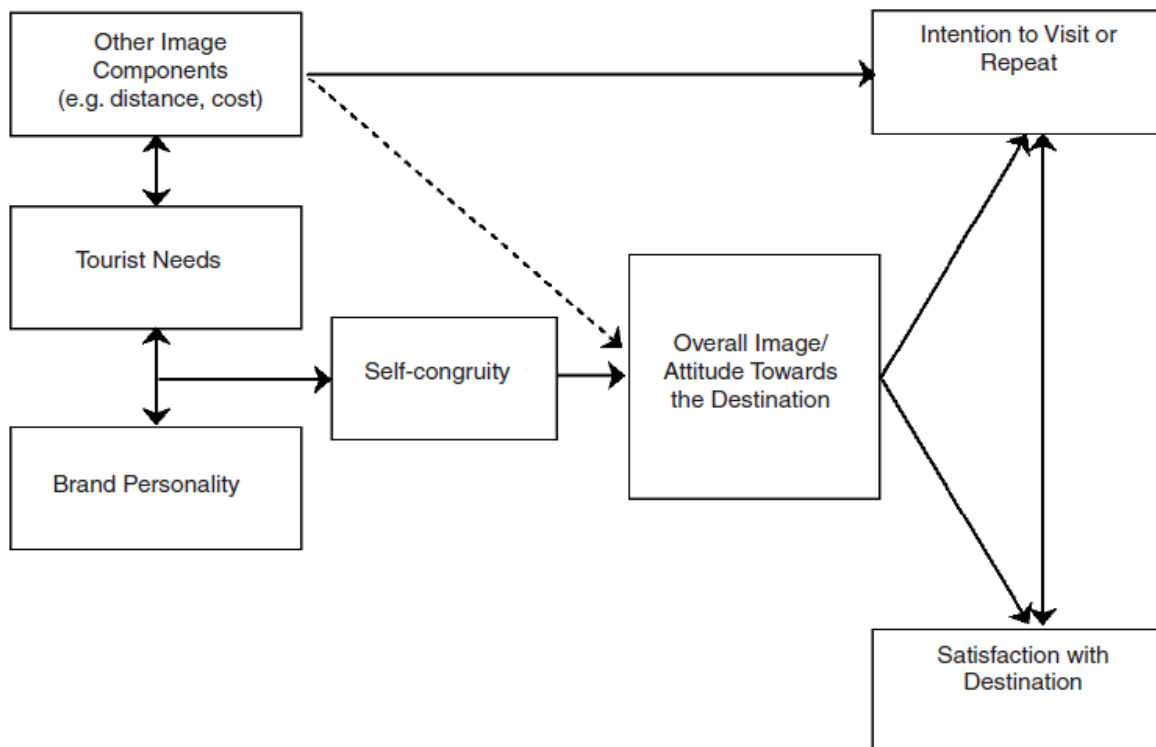 Other Image
Components
(e.g. distance, cost)
Intention to Visit or
Repeat
Tourist Needs
Self-congruity
Overall Image/
Attitude Towards
the Destination
Brand Personality
Satisfaction with
Destination